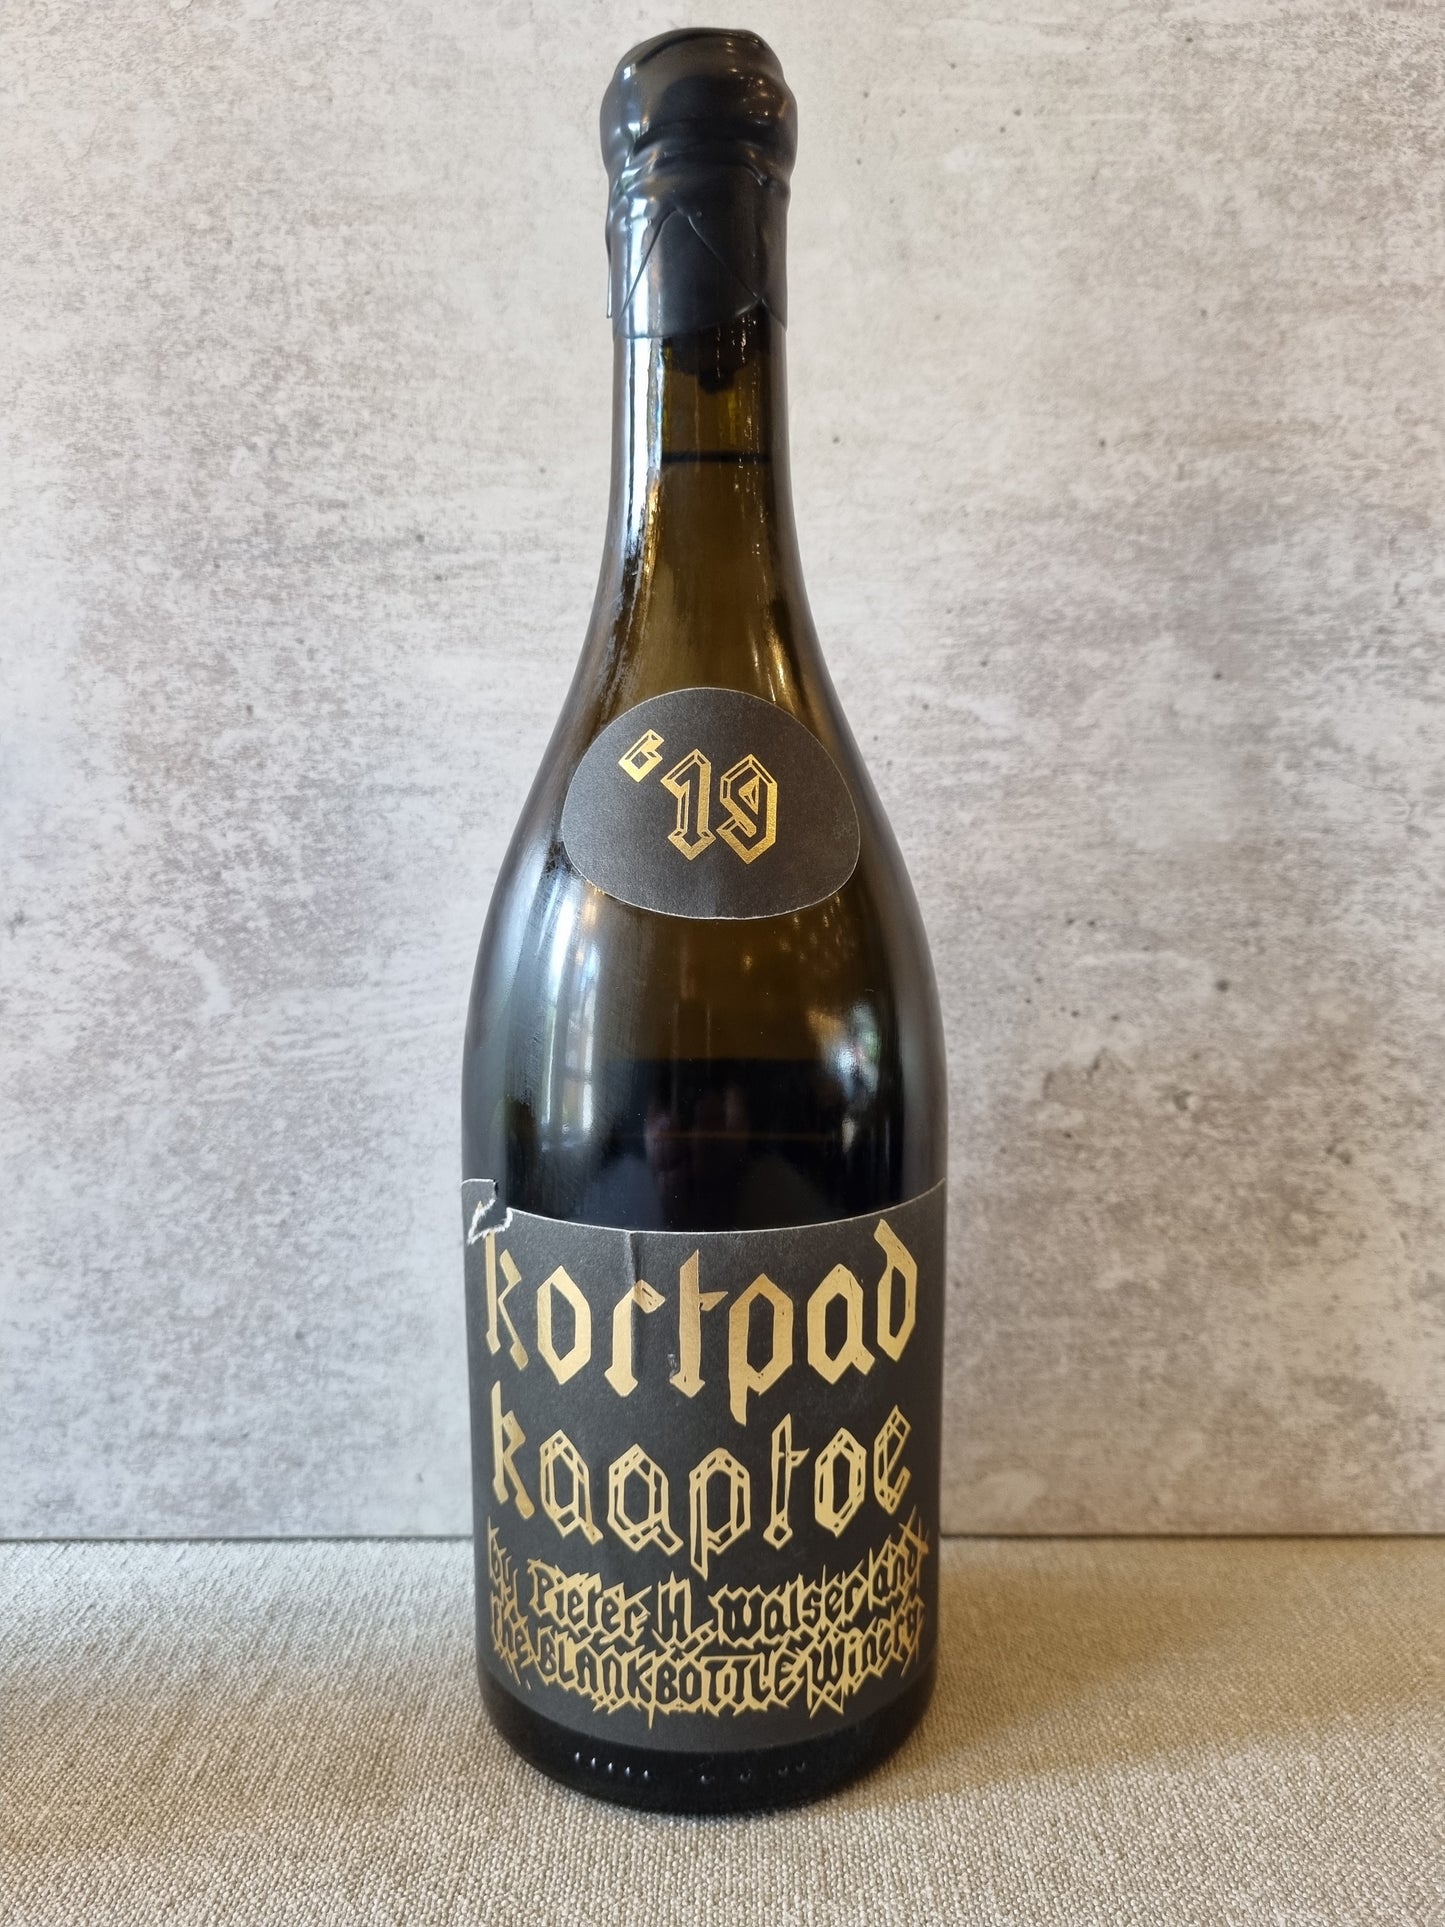 '19
kortpad
kaaptoe
by Pieter H. Walser and
The BLANKBOTTLE Winery